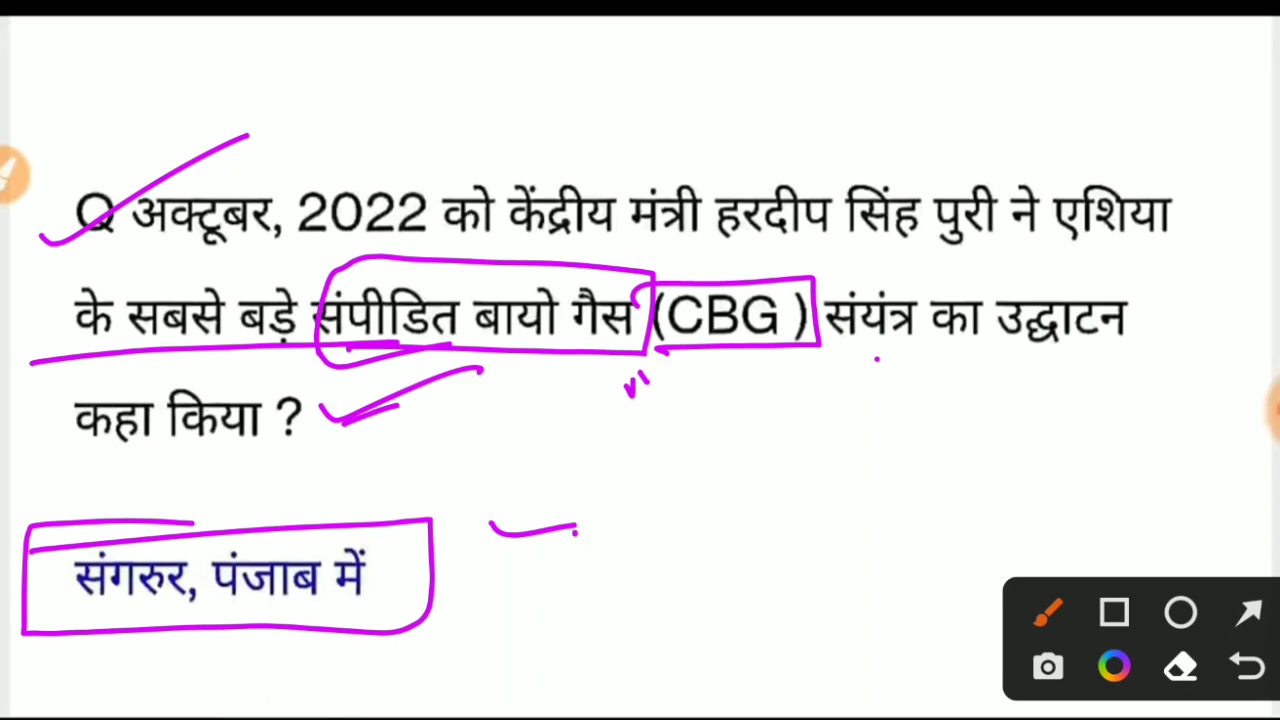 Q अक्टूबर, 2022 को केंद्रीय मंत्री हरदीप सिंह पुरी ने एशिया
के सबसे बड़े संपीडित बायो गैस (CBG ) संयंत्र का उद्घाटन
कहा किया ?
संगरुर, पंजाब में